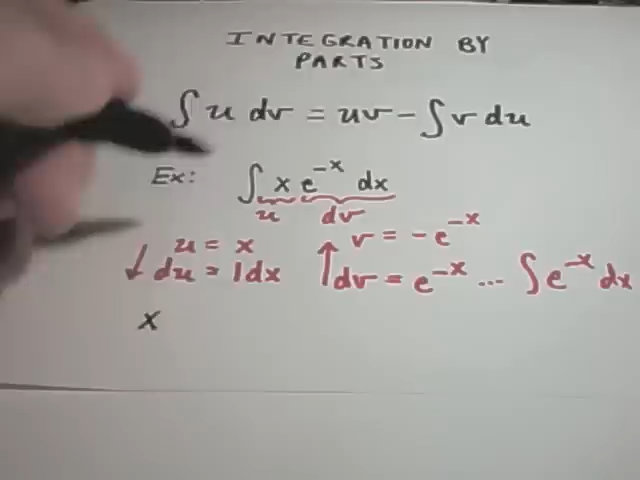 INTEGRATION BY
PARTS
∫ u dv = uv - ∫ v du
Ex: ∫ x e^{-x} dx
u dv
u = x v = -e^{-x}
↓ du = 1dx ↑ dv = e^{-x} ... ∫ e^{-x} dx
x